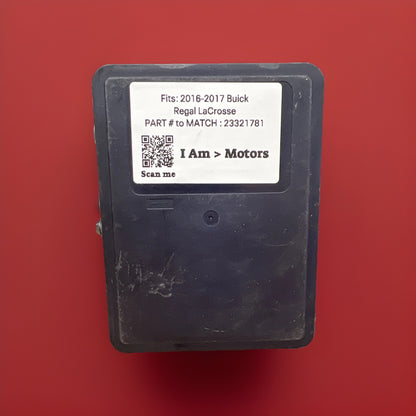 Fits: 2016-2017 Buick
Regal LaCrosse
PART # to MATCH : 23321781
I Am > Motors
Scan me